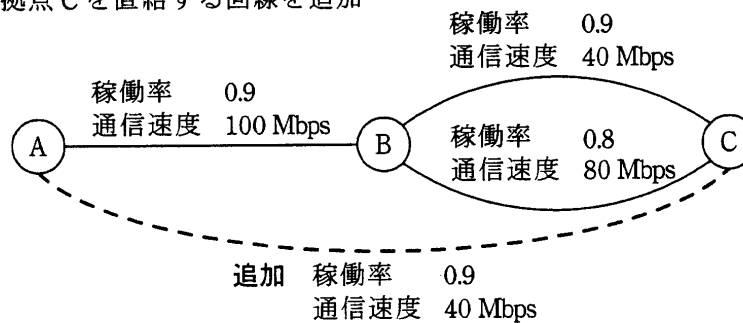 拠点Cを直結する回線を追加
稼働率 0.9
通信速度 40 Mbps
稼働率 0.9
通信速度 100 Mbps
A
B
稼働率 0.8
通信速度 80 Mbps
C
追加 稼働率 0.9
通信速度 40 Mbps